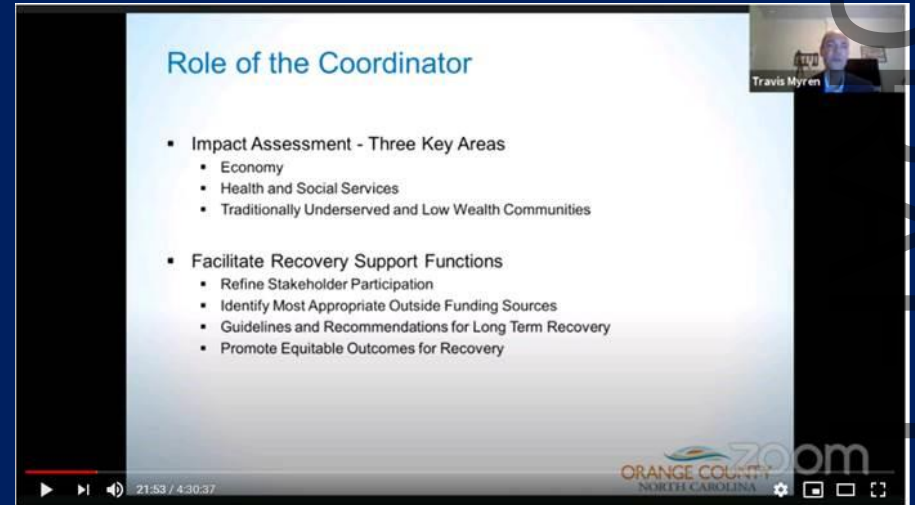 Role of the Coordinator
Travis Myren
▪ Impact Assessment - Three Key Areas
▪ Economy
▪ Health and Social Services
▪ Traditionally Underserved and Low Wealth Communities
▪ Facilitate Recovery Support Functions
▪ Refine Stakeholder Participation
▪ Identify Most Appropriate Outside Funding Sources
▪ Guidelines and Recommendations for Long Term Recovery
▪ Promote Equitable Outcomes for Recovery
zoom
ORANGE COUNTY
NORTH CAROLINA
21:53 / 4:30:37